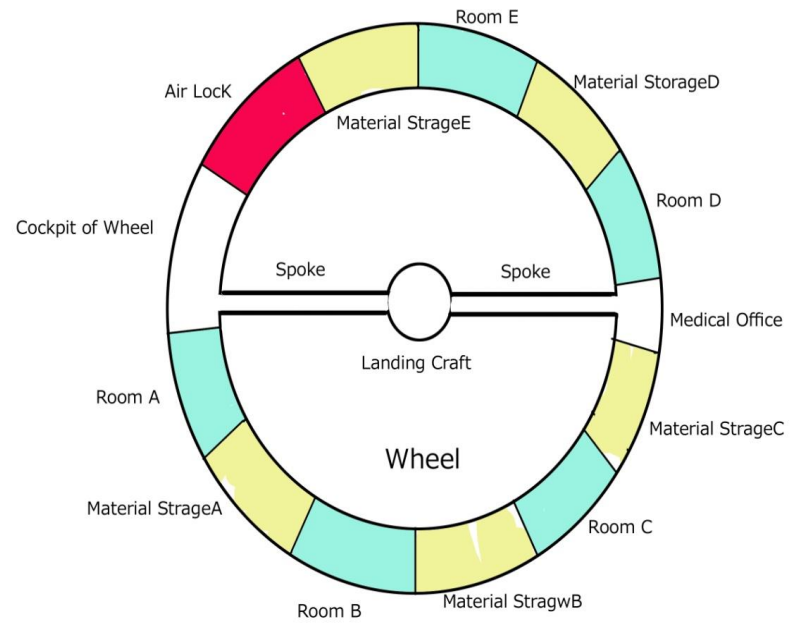 Room E
Material StorageD
Air LocK
Material StrageE
Room D
Cockpit of Wheel
Spoke
Spoke
Medical Office
Landing Craft
Room A
Material StrageC
Wheel
Material StrageA
Room C
Material StragwB
Room B